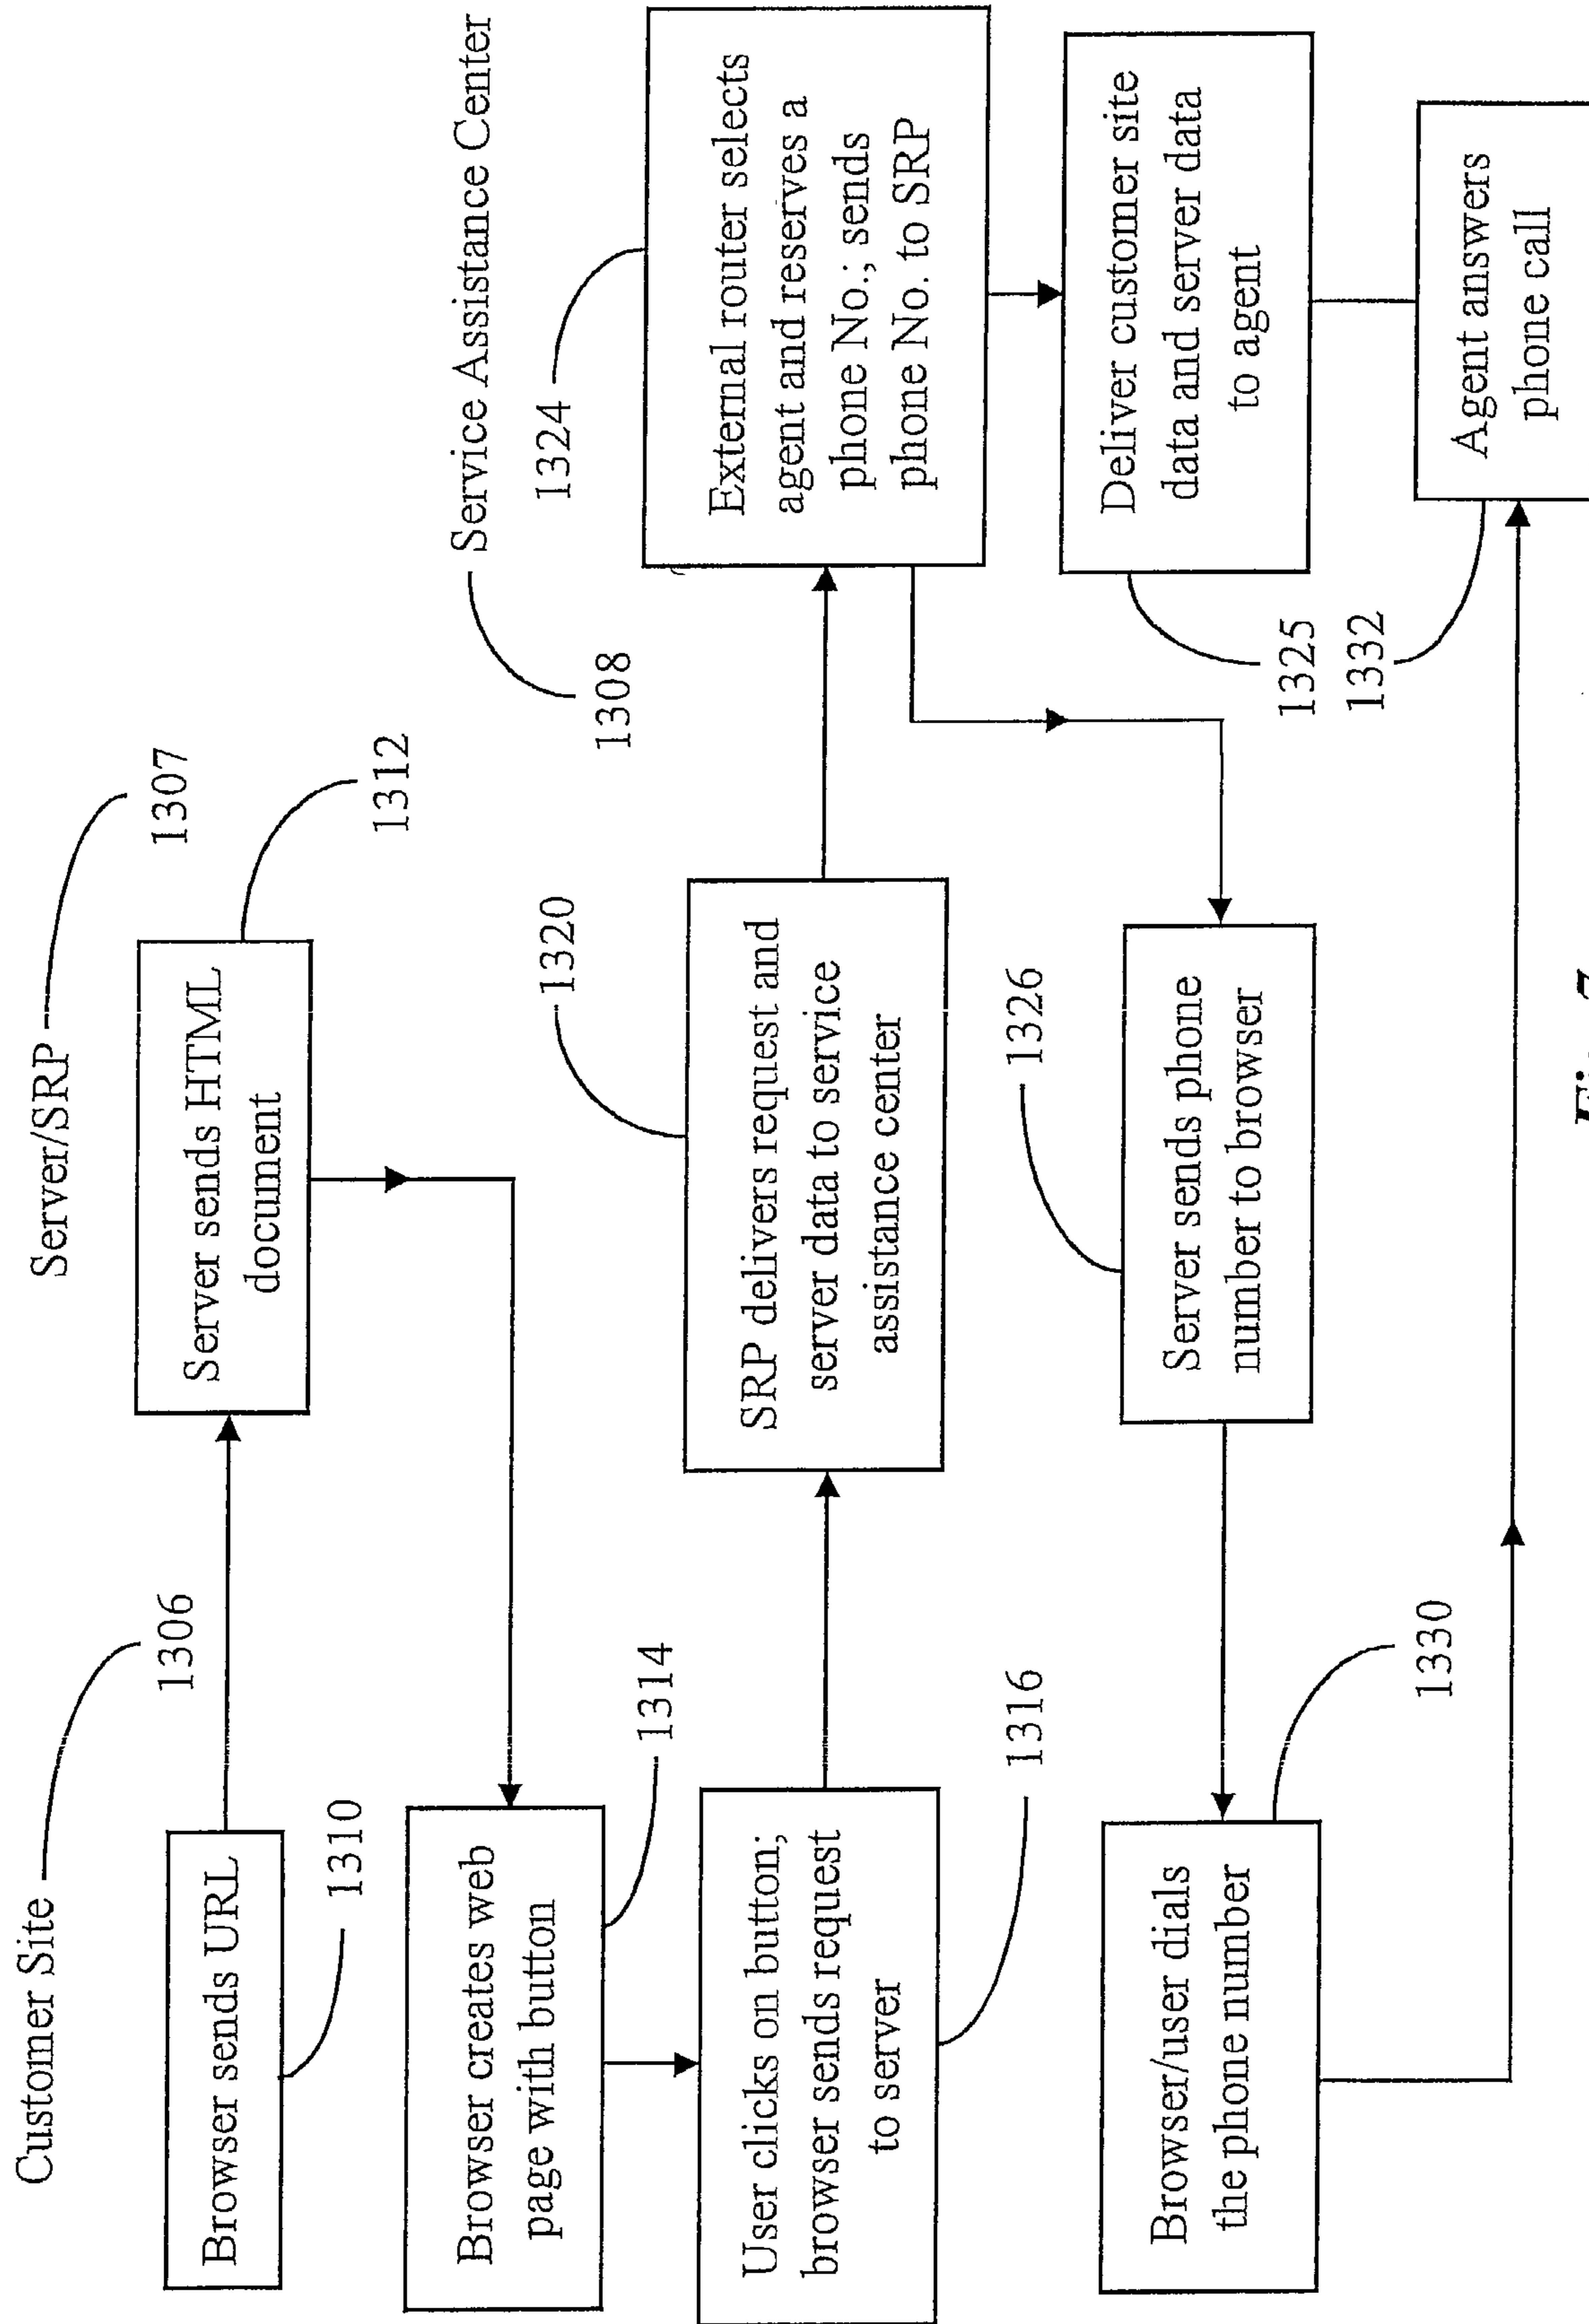 Customer Site
1306
Server/SRP
1307
Service Assistance Center
1308
Browser sends URL
1310
Server sends HTML
document
1312
Browser creates web
page with button
1314
User clicks on button;
browser sends request
to server
1316
SRP delivers request and
server data to service
assistance center
1320
External router selects
agent and reserves a
phone No.; sends
phone No. to SRP
1324
Deliver customer site
data and server data
to agent
1325
Server sends phone
number to browser
1326
Browser/user dials
the phone number
1330
Agent answers
phone call
1332